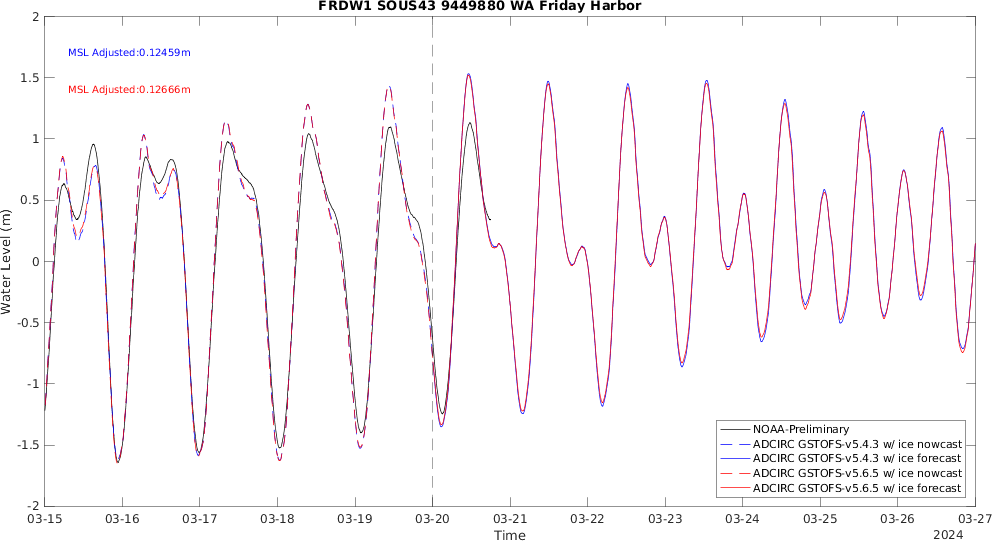 FRDW1 SOUS43 9449880 WA Friday Harbor
2
MSL Adjusted:0.12459m
1.5
MSL Adjusted:0.12666m
1
0.5
Water Level (m)
0
-0.5
-1
NOAA-Preliminary
ADCIRC GSTOFS-v5.4.3 w/ ice nowcast
-1.5
ADCIRC GSTOFS-v5.4.3 w/ ice forecast
ADCIRC GSTOFS-v5.6.5 w/ ice nowcast
ADCIRC GSTOFS-v5.6.5 w/ ice forecast
-2
03-15 03-16 03-17 03-18 03-19 03-20 03-21 03-22 03-23 03-24 03-25 03-26 03-27
Time
2024